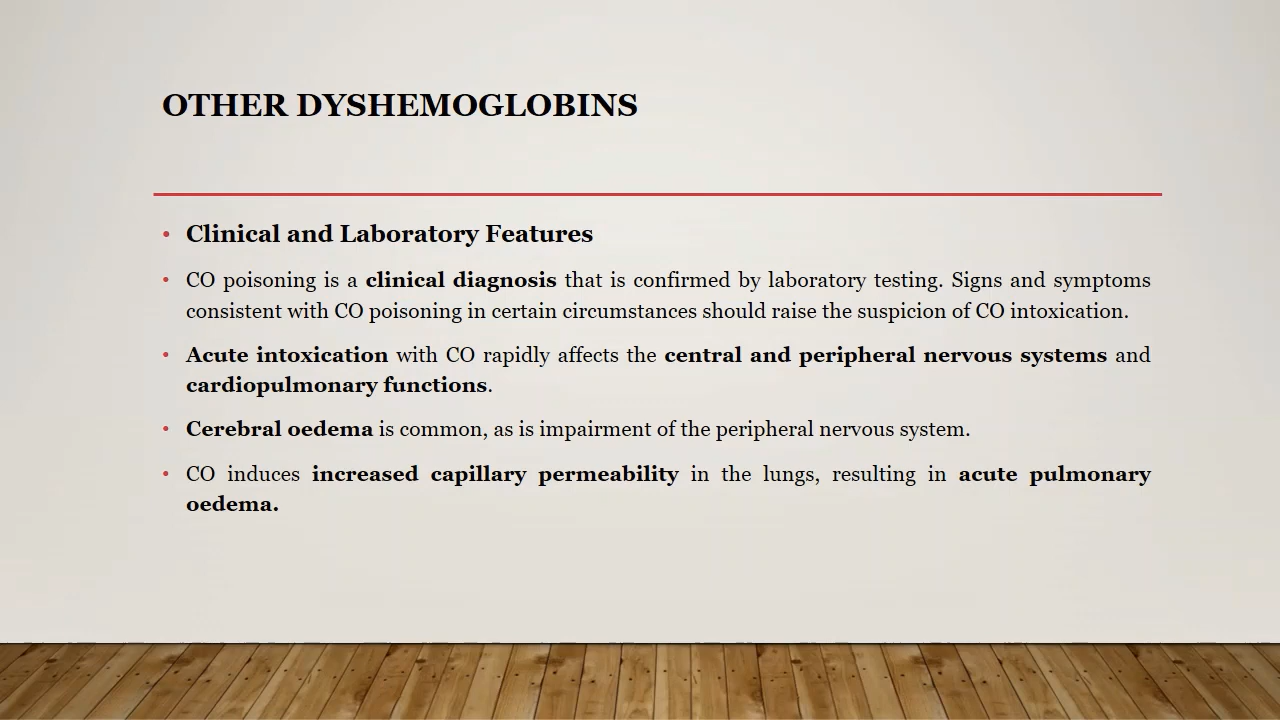 OTHER DYSHEMOGLOBINS
• Clinical and Laboratory Features
• CO poisoning is a clinical diagnosis that is confirmed by laboratory testing. Signs and symptoms
consistent with CO poisoning in certain circumstances should raise the suspicion of CO intoxication.
• Acute intoxication with CO rapidly affects the central and peripheral nervous systems and
cardiopulmonary functions.
• Cerebral oedema is common, as is impairment of the peripheral nervous system.
• CO induces increased capillary permeability in the lungs, resulting in acute pulmonary
oedema.